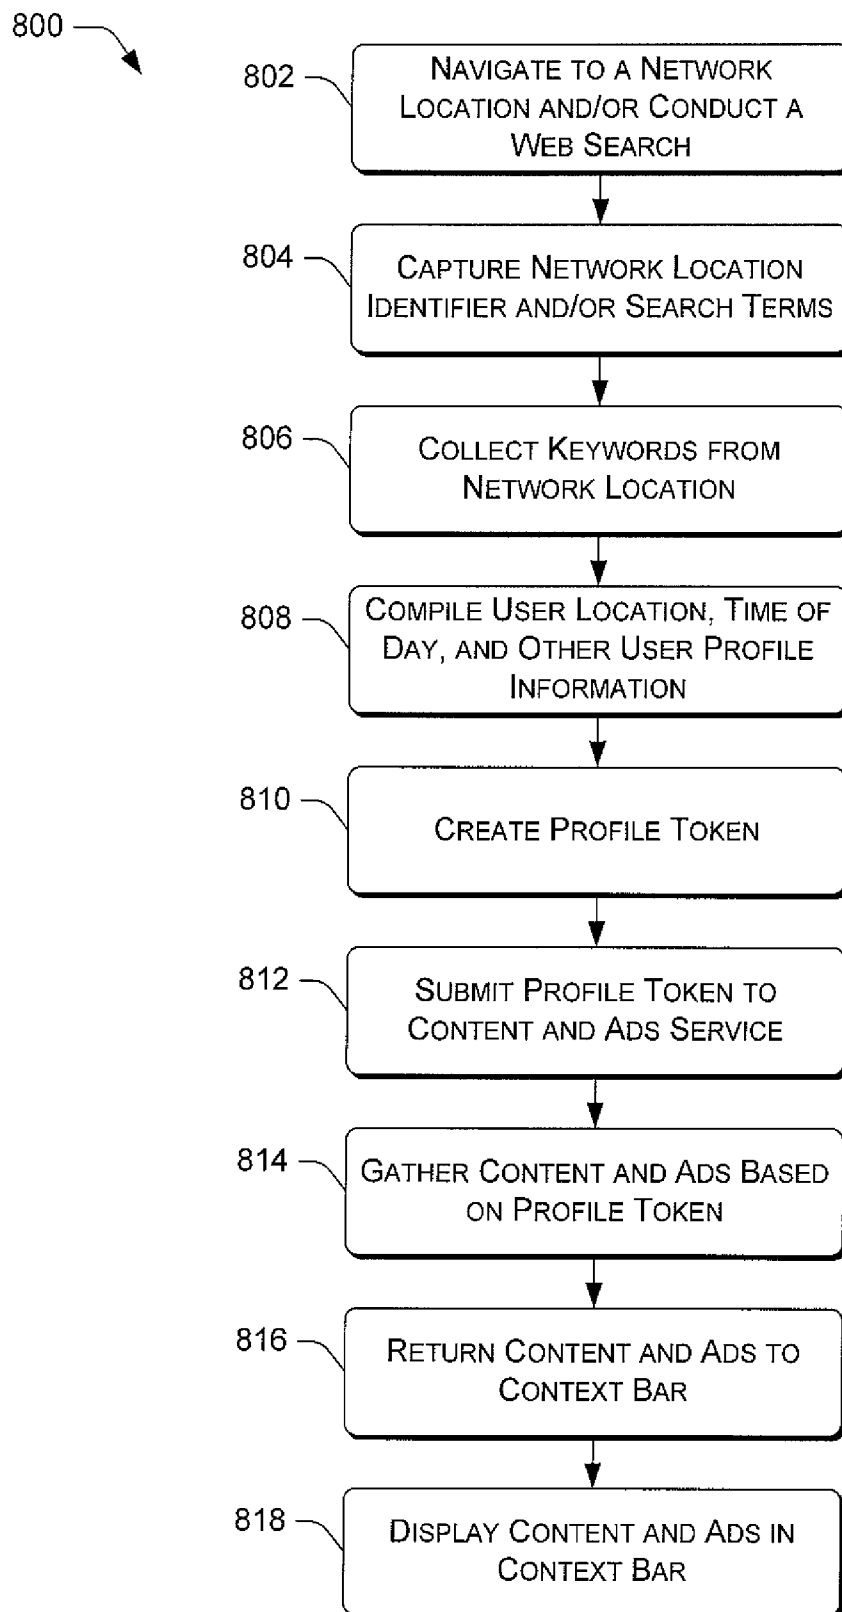 800
802
NAVIGATE TO A NETWORK
LOCATION AND/OR CONDUCT A
WEB SEARCH
804
CAPTURE NETWORK LOCATION
IDENTIFIER AND/OR SEARCH TERMS
806
COLLECT KEYWORDS FROM
NETWORK LOCATION
808
COMPILE USER LOCATION, TIME OF
DAY, AND OTHER USER PROFILE
INFORMATION
810
CREATE PROFILE TOKEN
812
SUBMIT PROFILE TOKEN TO
CONTENT AND ADS SERVICE
814
GATHER CONTENT AND ADS BASED
ON PROFILE TOKEN
816
RETURN CONTENT AND ADS TO
CONTEXT BAR
818
DISPLAY CONTENT AND ADS IN
CONTEXT BAR